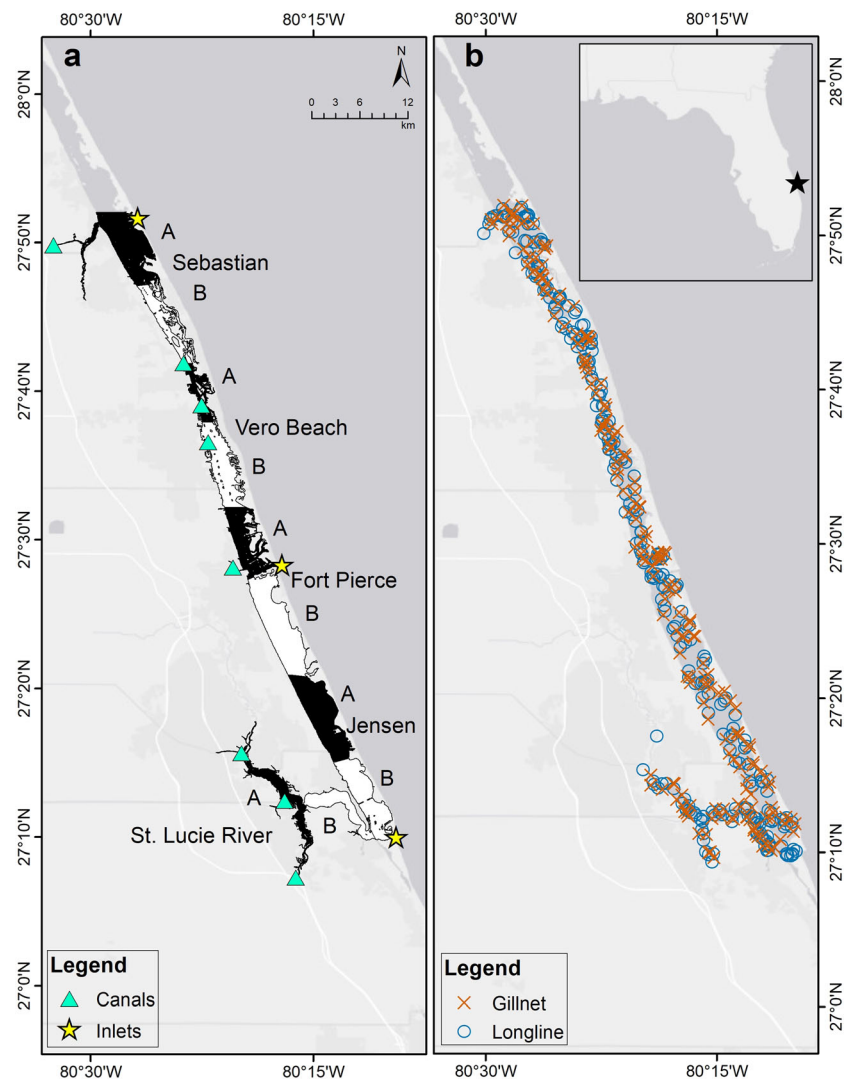 80°30'W 80°15'W 80°30'W 80°15'W
a
b
N
0 3 6 12
km
28°0'N
27°50'N
27°40'N
27°30'N
27°20'N
27°10'N
27°0'N
A
Sebastian
B
A
Vero Beach
B
A
Fort Pierce
B
A
Jensen
B
A
St. Lucie River
B
Legend
Canals
Inlets
Legend
Gillnet
Longline
28°0'N
27°50'N
27°40'N
27°30'N
27°20'N
27°10'N
27°0'N
80°30'W 80°15'W 80°30'W 80°15'W